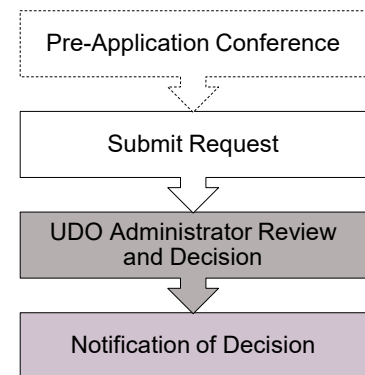 Pre-Application Conference
Submit Request
UDO Administrator Review
and Decision
Notification of Decision